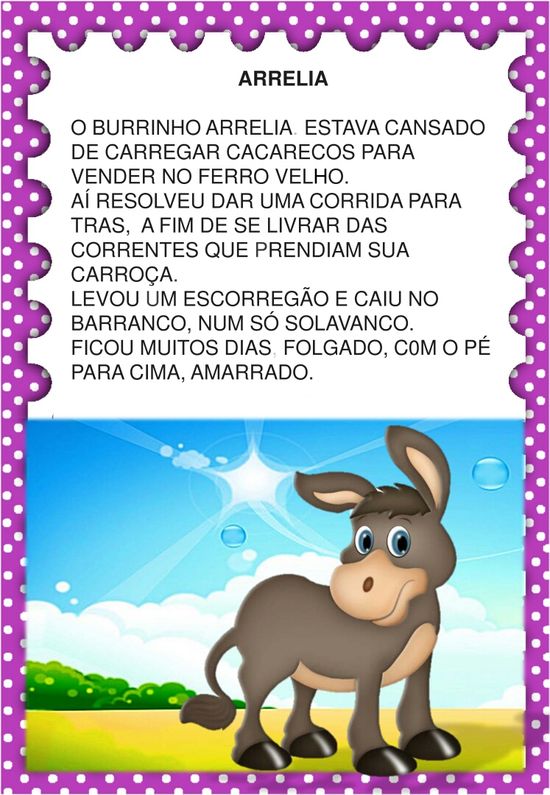 ARRELIA
O BURRINHO ARRELIA. ESTAVA CANSADO
DE CARREGAR CACARECOS PARA
VENDER NO FERRO VELHO.
AÍ RESOLVEU DAR UMA CORRIDA PARA
TRAS, A FIM DE SE LIVRAR DAS
CORRENTES QUE PRENDIAM SUA
CARROÇA.
LEVOU UM ESCORREGÃO E CAIU NO
BARRANCO, NUM SÓ SOLAVANCO.
FICOU MUITOS DIAS, FOLGADO, C0M O PÉ
PARA CIMA, AMARRADO.